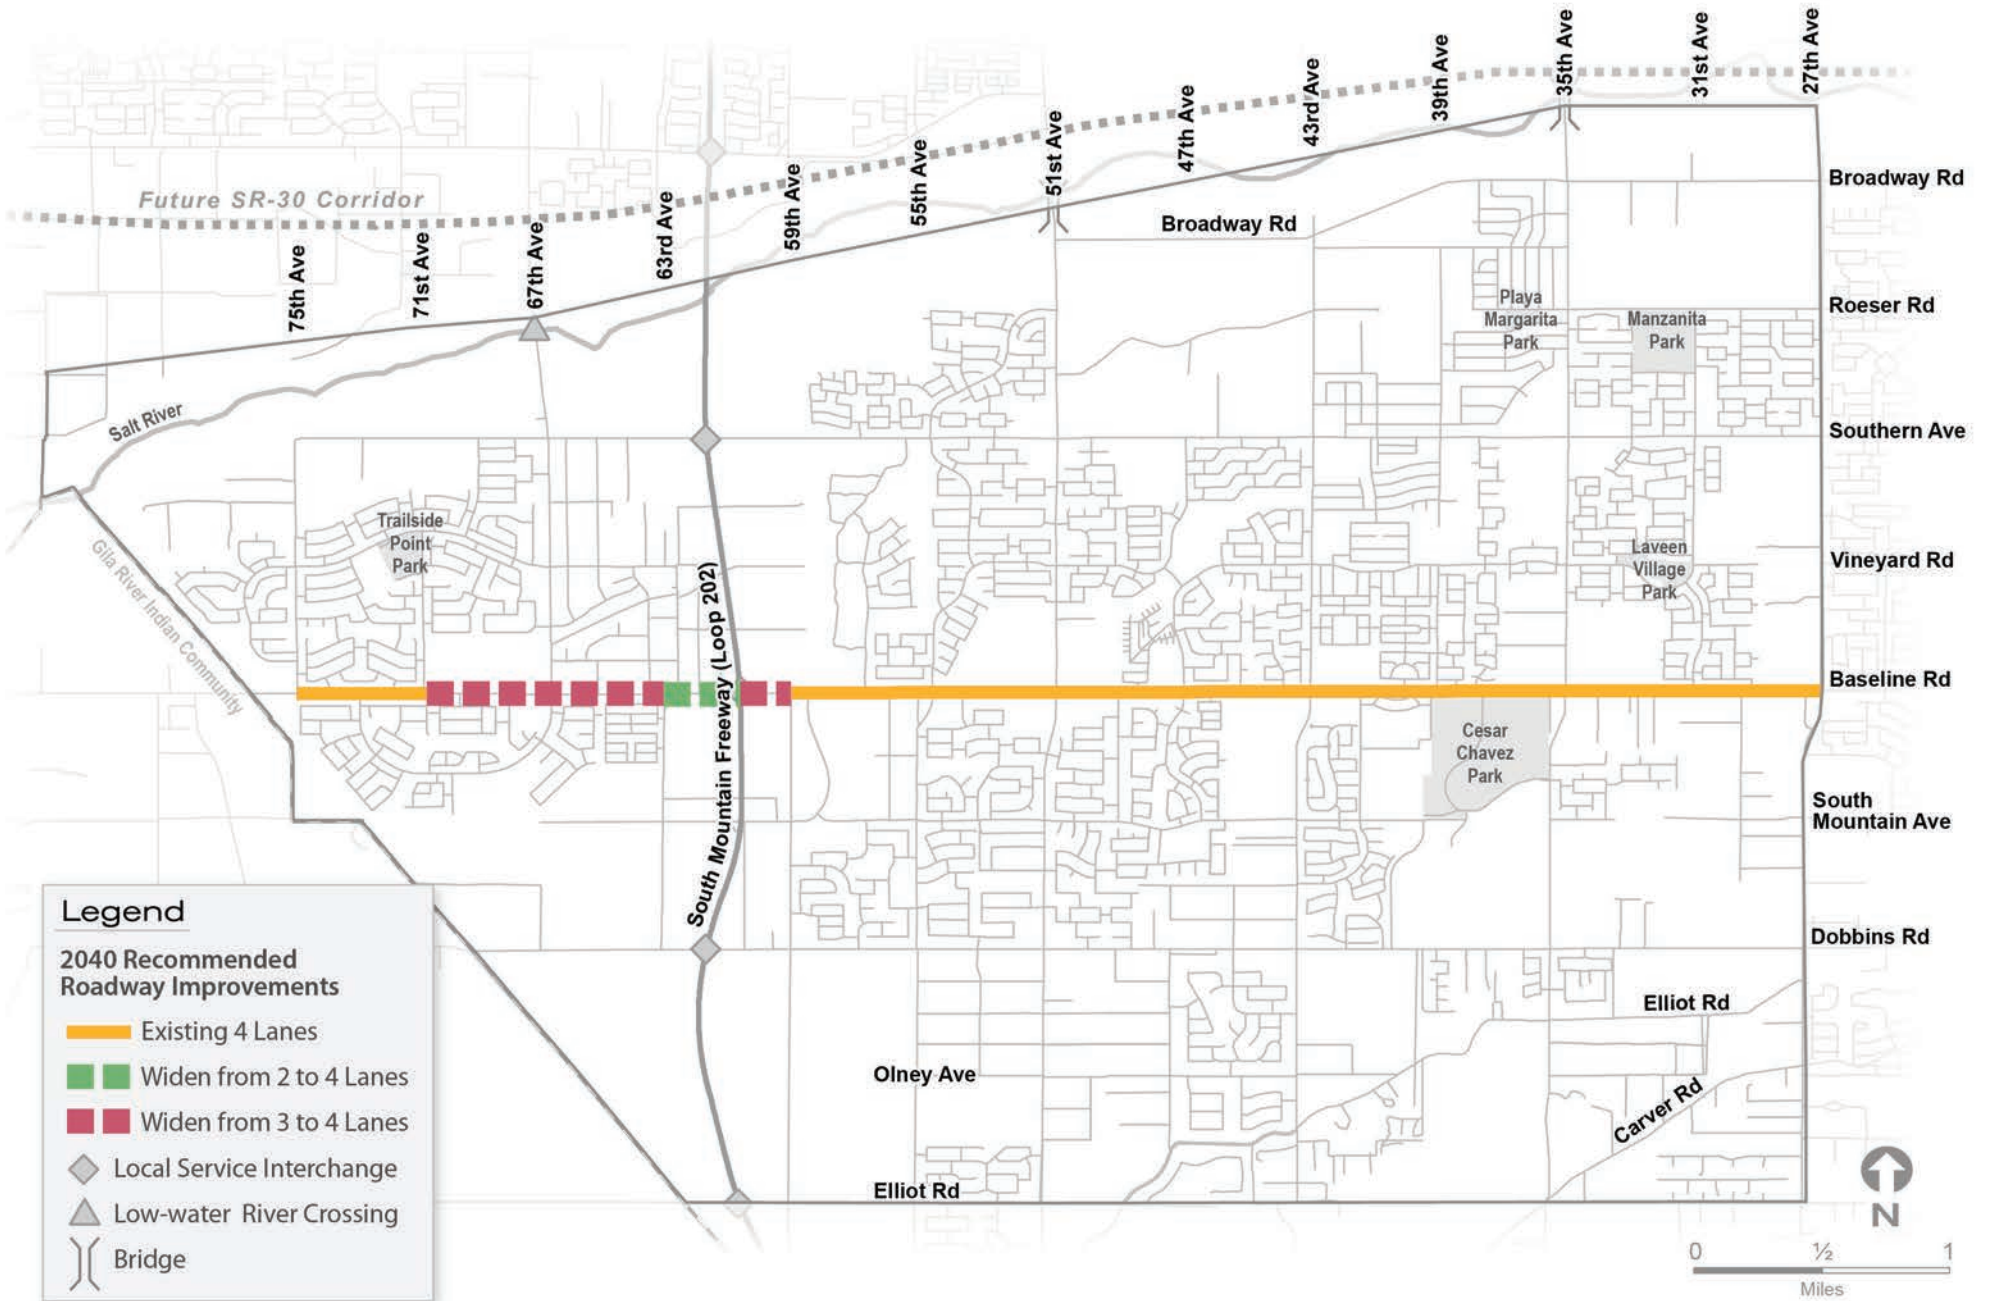 27th Ave
31st Ave
35th Ave
39th Ave
43rd Ave
47th Ave
51st Ave
55th Ave
59th Ave
63rd Ave
67th Ave
71st Ave
75th Ave
Future SR-30 Corridor
Broadway Rd
Broadway Rd
Roeser Rd
Playa
Margarita
Park
Manzanita
Park
Salt River
Southern Ave
Trailside
Point
Park
Gila River Indian Community
Laveen
Village
Park
Vineyard Rd
South Mountain Freeway (Loop 202)
Baseline Rd
Cesar
Chavez
Park
South
Mountain Ave
Dobbins Rd
Elliot Rd
Olney Ave
Carver Rd
Elliot Rd
Legend
2040 Recommended
Roadway Improvements
Existing 4 Lanes
Widen from 2 to 4 Lanes
Widen from 3 to 4 Lanes
Local Service Interchange
Low-water River Crossing
Bridge
N
0 ½ 1
Miles